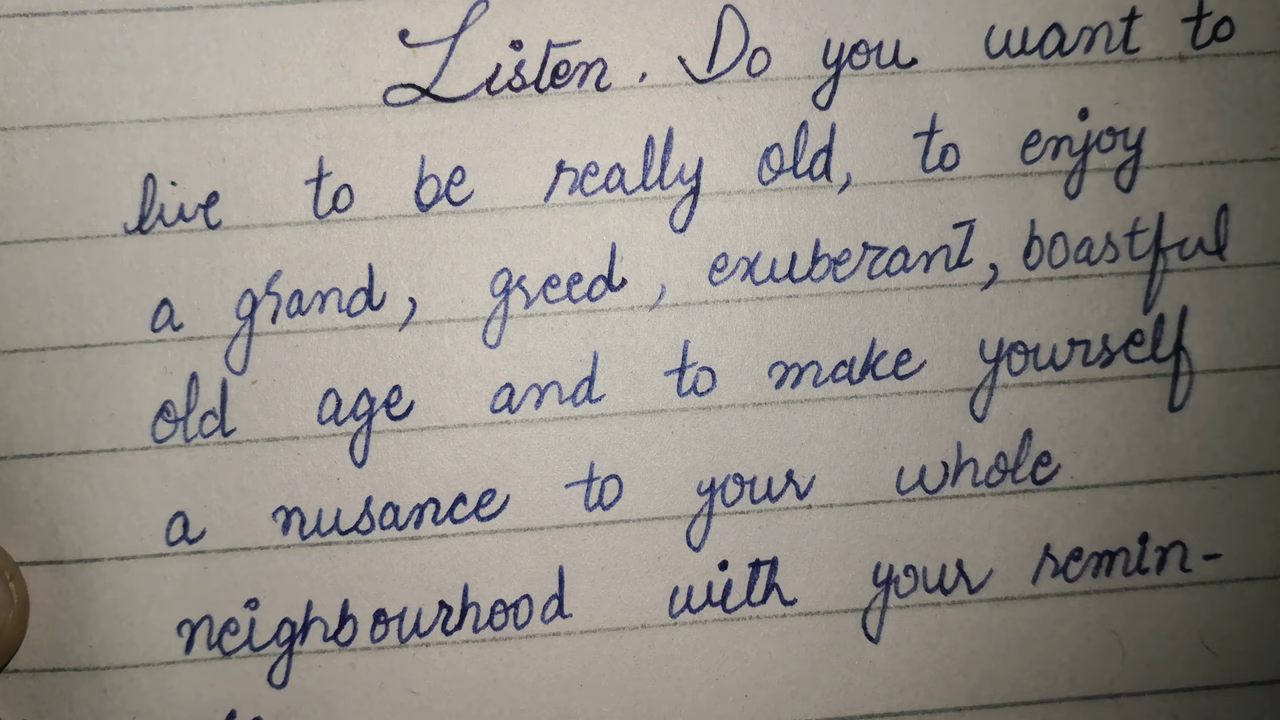 Listen. Do you want to
live to be really old, to enjoy
a grand, greed, exuberant, boastful
old age and to make yourself
a nusance to your whole
neighbourhood with your remin-